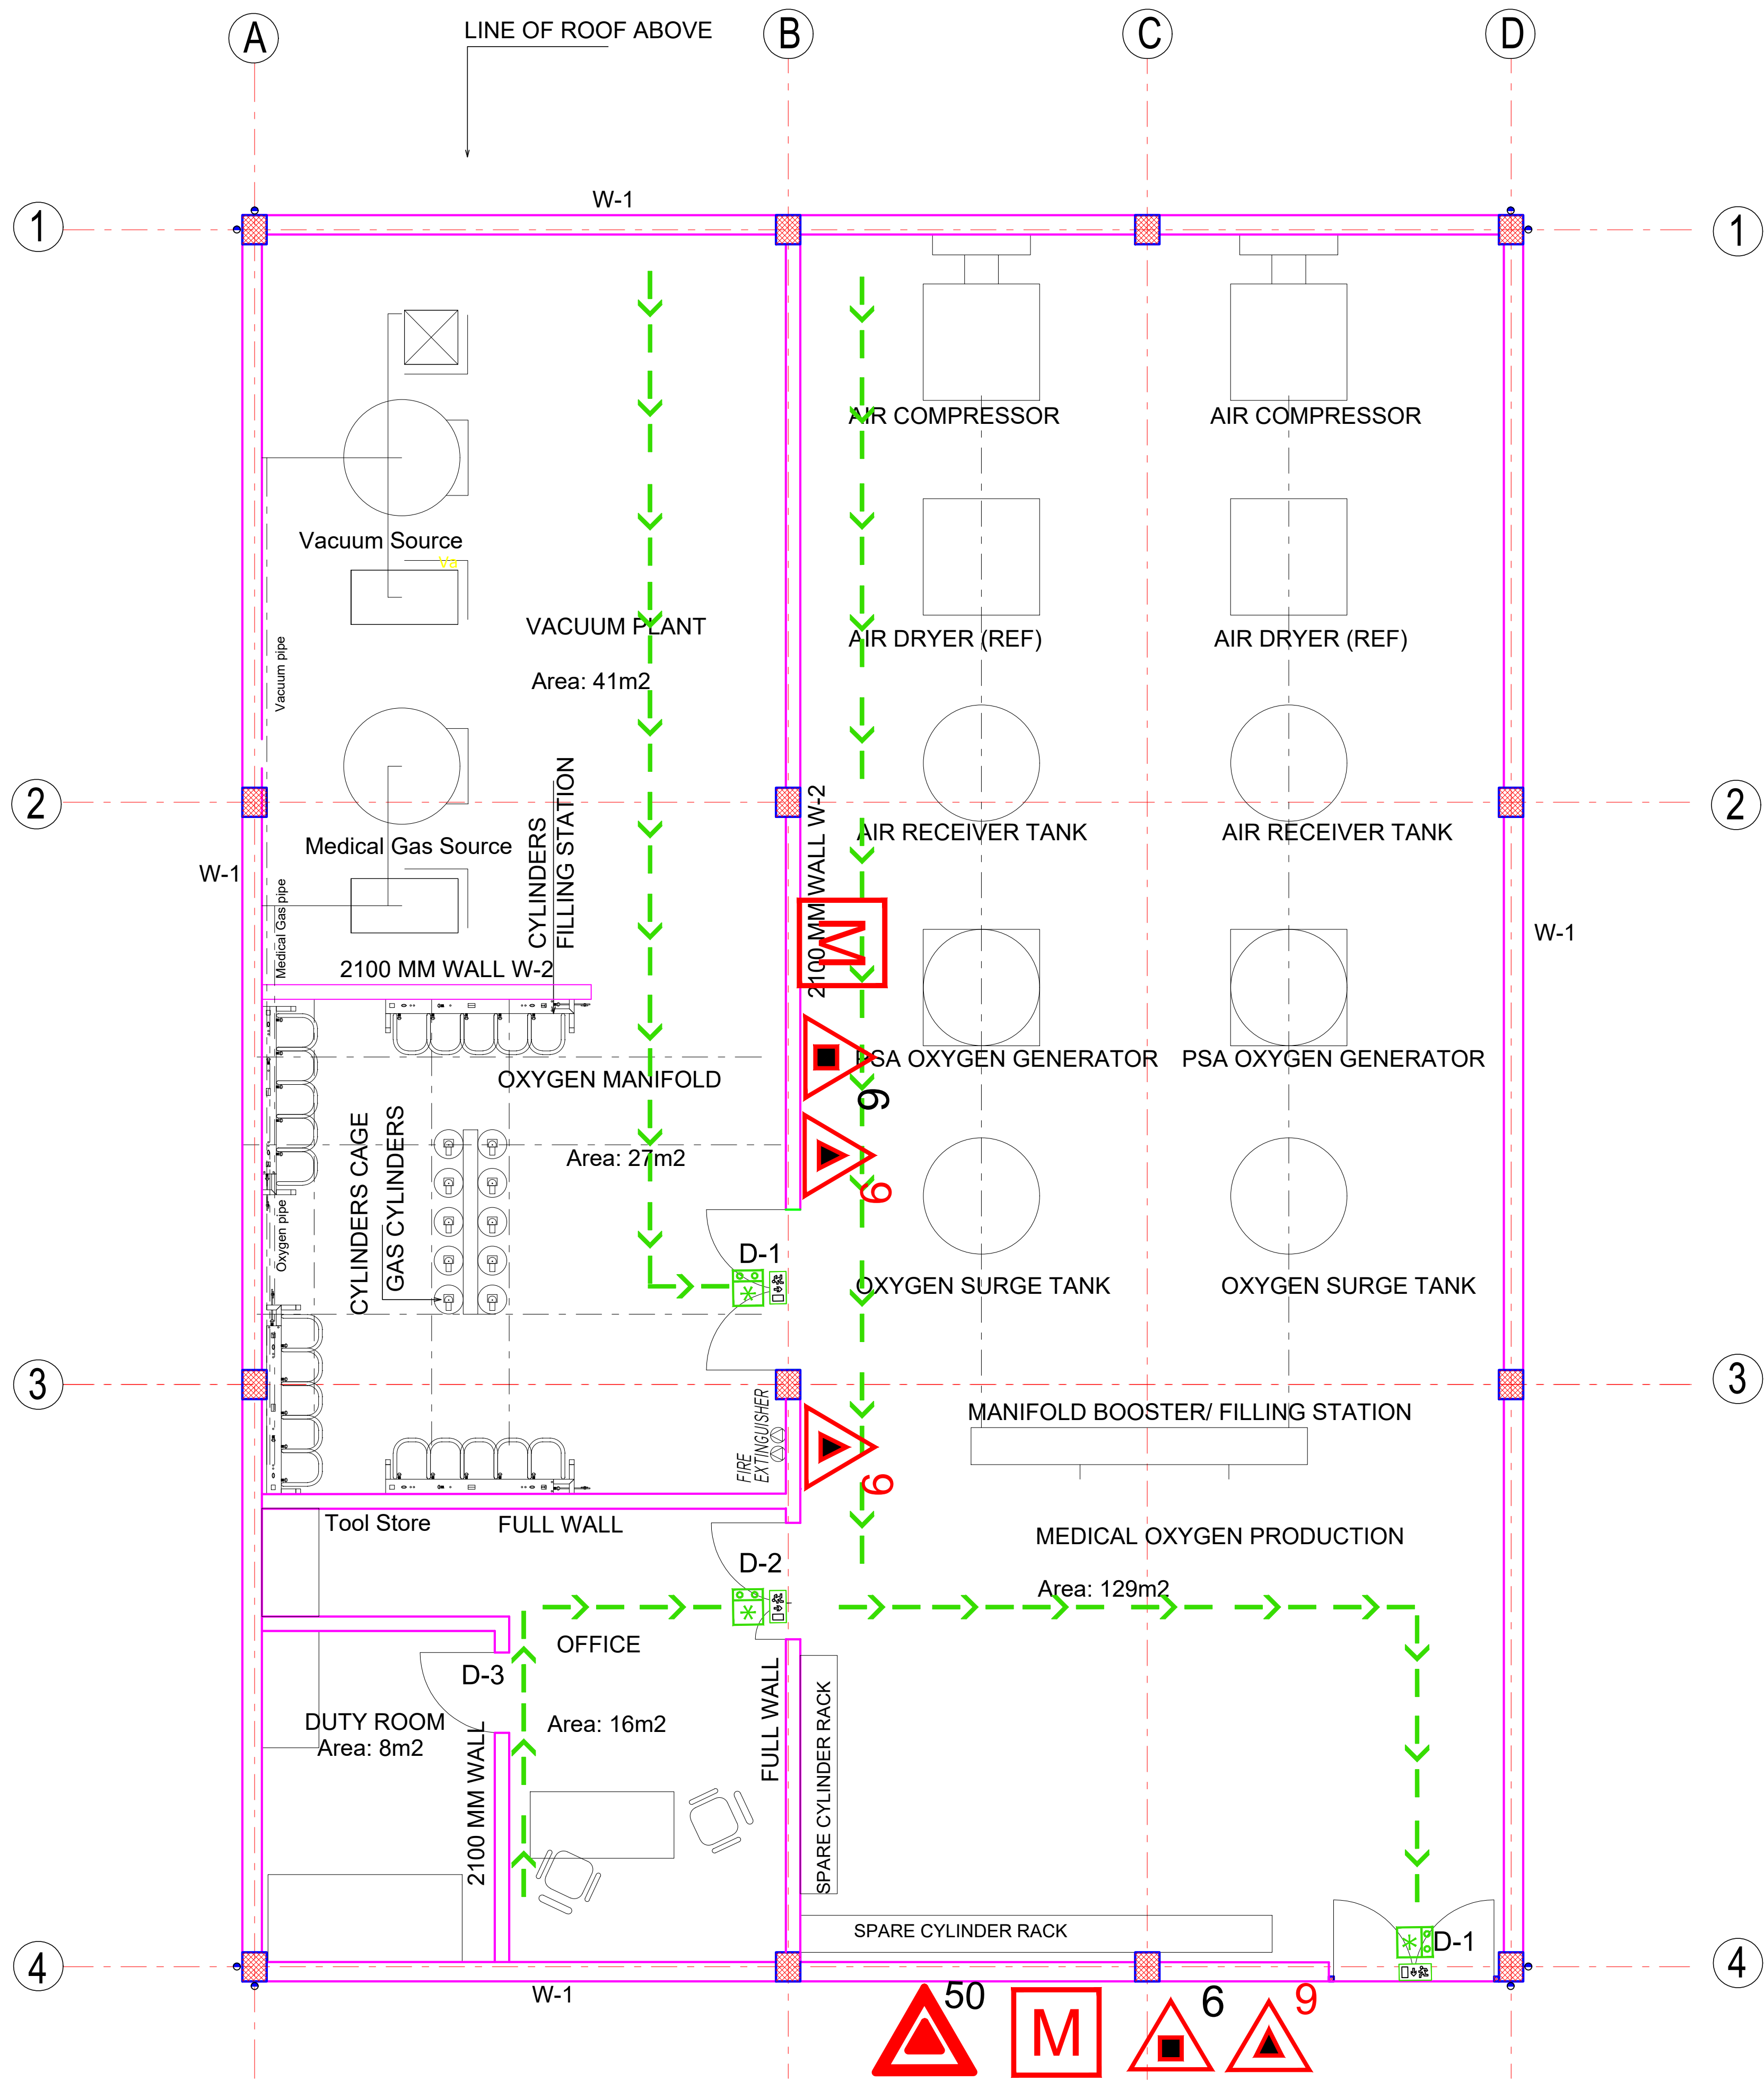 LINE OF ROOF ABOVE
A
B
C
D
W-1
1
1
AIR COMPRESSOR
AIR COMPRESSOR
Vacuum Source
Va
VACUUM PLANT
Area: 41m2
AIR DRYER (REF)
AIR DRYER (REF)
Vacuum pipe
2
2
AIR RECEIVER TANK
AIR RECEIVER TANK
Medical Gas Source
CYLINDERS
FILLING STATION
2100 MM WALL W-2
W-1
W-1
Medical Gas pipe
M
2100 MM WALL W-2
PSA OXYGEN GENERATOR
PSA OXYGEN GENERATOR
6
OXYGEN MANIFOLD
Area: 27m2
CYLINDERS CAGE
GAS CYLINDERS
9
Oxygen pipe
D-1
OXYGEN SURGE TANK
OXYGEN SURGE TANK
3
3
FIRE
EXTINGUISHER
MANIFOLD BOOSTER/ FILLING STATION
9
Tool Store
FULL WALL
MEDICAL OXYGEN PRODUCTION
Area: 129m2
D-2
OFFICE
Area: 16m2
D-3
DUTY ROOM
Area: 8m2
2100 MM WALL
FULL WALL
SPARE CYLINDER RACK
SPARE CYLINDER RACK
D-1
4
4
W-1
50
M
6
9